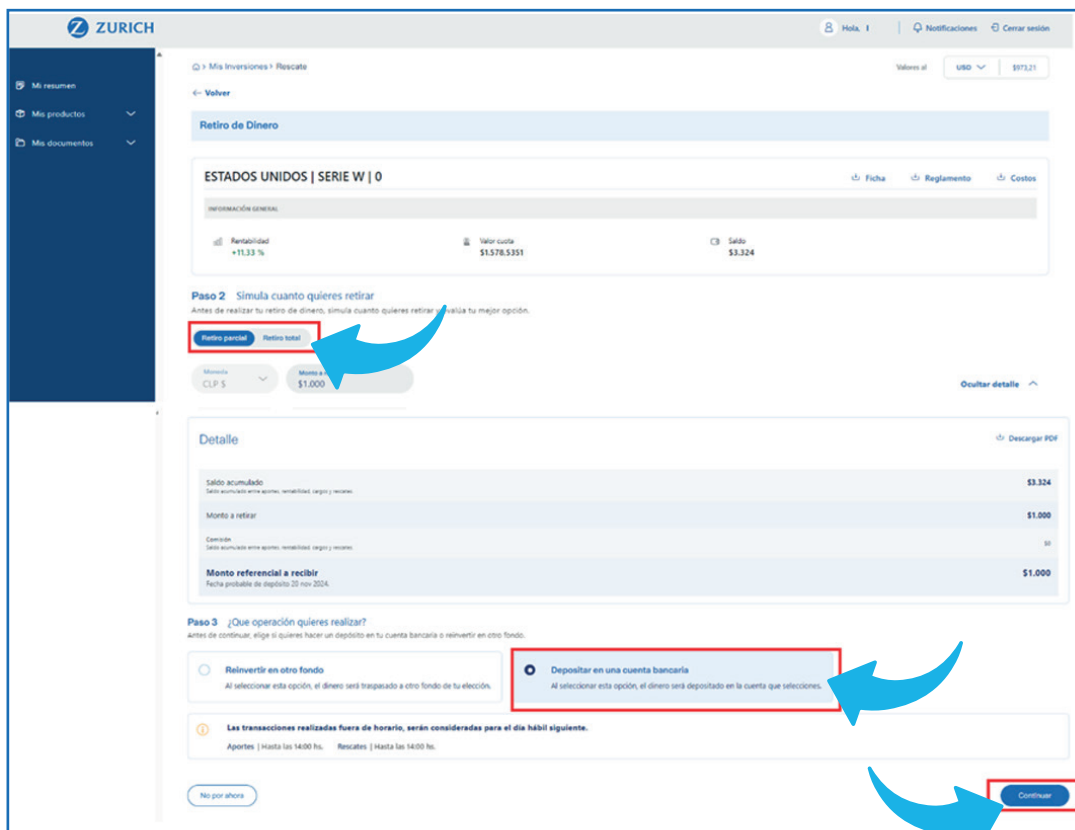 ZURICH
Hola, I
Notificaciones
Cerrar sesión
Mi resumen
Mis productos
Mis documentos
> Mis Inversiones > Rescate
Valores al
USD
$973,21
← Volver
Retiro de Dinero
ESTADOS UNIDOS | SERIE W | 0
Ficha
Reglamento
Costos
INFORMACIÓN GENERAL
Rentabilidad
+11.33 %
Valor cuota
$1.578.5351
Saldo
$3.324
Paso 2 Simula cuanto quieres retirar
Antes de realizar tu retiro de dinero, simula cuanto quieres retirar y evalúa tu mejor opción.
Retiro parcial
Retiro total
Moneda
CLP $
Monto a
$1.000
Ocultar detalle
Detalle
Descargar PDF
Saldo acumulado
$3.324
Saldo acumulado entre aportes, rentabilidad, cargos y rescates.
Monto a retirar
$1.000
Comisión
$0
Saldo acumulado entre aportes, rentabilidad, cargos y rescates.
Monto referencial a recibir
$1.000
Fecha probable de depósito 20 nov 2024.
Paso 3 ¿Que operación quieres realizar?
Antes de continuar, elige si quieres hacer un depósito en tu cuenta bancaria o reinvertir en otro fondo.
Reinvertir en otro fondo
Al seleccionar esta opción, el dinero será traspasado a otro fondo de tu elección.
Depositar en una cuenta bancaria
Al seleccionar esta opción, el dinero será depositado en la cuenta que selecciones.
Las transacciones realizadas fuera de horario, serán consideradas para el día hábil siguiente.
Aportes | Hasta las 14:00 hs. Rescates | Hasta las 14:00 hs.
No por ahora
Continuar